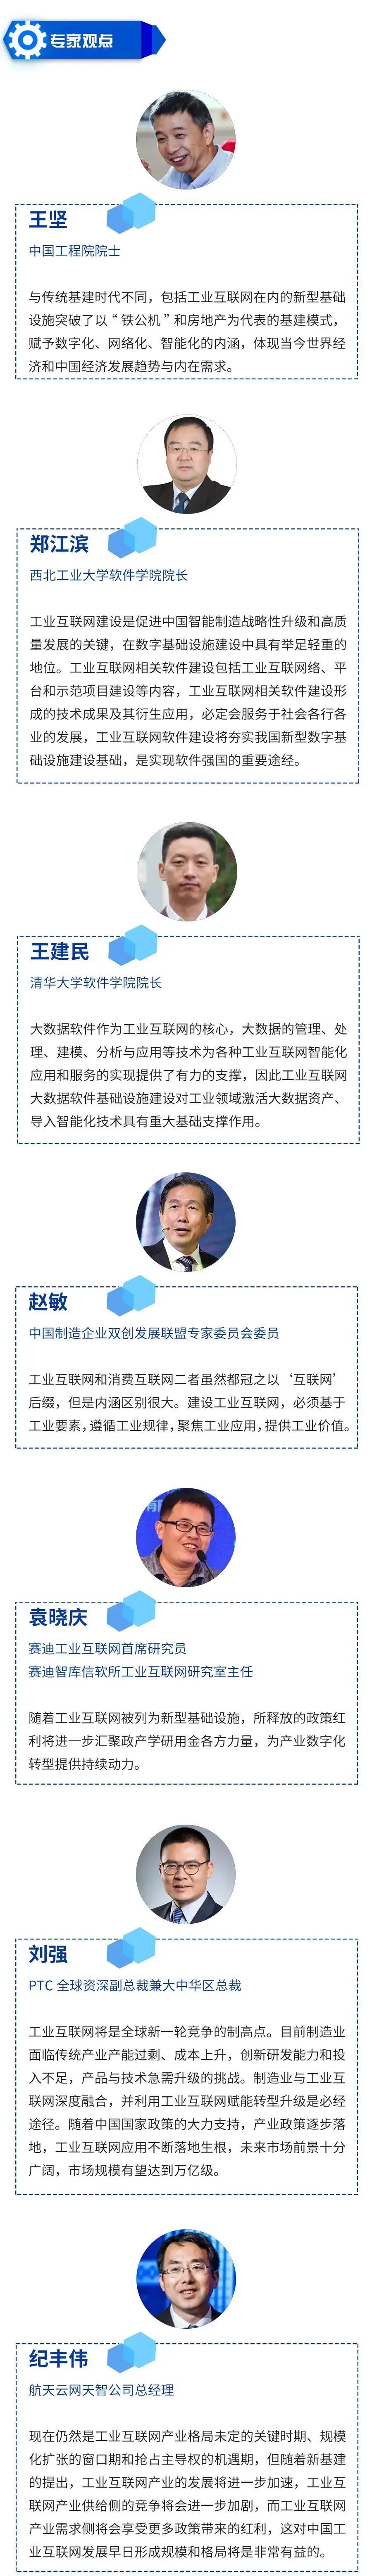 专家观点
王坚
中国工程院院士
与传统基建时代不同，包括工业互联网在内的新型基础
设施突破了以“铁公机”和房地产为代表的基建模式，
赋予数字化、网络化、智能化的内涵，体现当今世界经
济和中国经济发展趋势与内在需求。
郑江滨
西北工业大学软件学院院长
工业互联网建设是促进中国智能制造战略性升级和高质
量发展的关键，在数字基础设施建设中具有举足轻重的
地位。工业互联网相关软件建设包括工业互联网络、平
台和示范项目建设等内容，工业互联网相关软件建设形
成的技术成果及其衍生应用，必定会服务于社会各行各
业的发展，工业互联网软件建设将夯实我国新型数字基
础设施建设基础，是实现软件强国的重要途经。
王建民
清华大学软件学院院长
大数据软件作为工业互联网的核心，大数据的管理、处
理、建模、分析与应用等技术为各种工业互联网智能化
应用和服务的实现提供了有力的支撑，因此工业互联网
大数据软件基础设施建设对工业领域激活大数据资产、
导入智能化技术具有重大基础支撑作用。
赵敏
中国制造企业双创发展联盟专家委员会委员
工业互联网和消费互联网二者虽然都冠之以‘互联网’
后缀，但是内涵区别很大。建设工业互联网，必须基于
工业要素，遵循工业规律，聚焦工业应用，提供工业价值。
袁晓庆
赛迪工业互联网首席研究员
赛迪智库信软所工业互联网研究室主任
随着工业互联网被列为新型基础设施，所释放的政策红
利将进一步汇聚政产学研用金各方力量，为产业数字化
转型提供持续动力。
刘强
PTC 全球资深副总裁兼大中华区总裁
工业互联网将是全球新一轮竞争的制高点。目前制造业
面临传统产业产能过剩、成本上升，创新研发能力和投
入不足，产品与技术急需升级的挑战。制造业与工业互
联网深度融合，并利用工业互联网赋能转型升级是必经
途径。随着中国国家政策的大力支持，产业政策逐步落
地，工业互联网应用不断落地生根，未来市场前景十分
广阔，市场规模有望达到万亿级。
纪丰伟
航天云网天智公司总经理
现在仍然是工业互联网产业格局未定的关键时期、规模
化扩张的窗口期和抢占主导权的机遇期，但随着新基建
的提出，工业互联网产业的发展将进一步加速，工业互
联网产业供给侧的竞争将会进一步加剧，而工业互联网
产业需求侧将会享受更多政策带来的红利，这对中国工
业互联网发展早日形成规模和格局将是非常有益的。